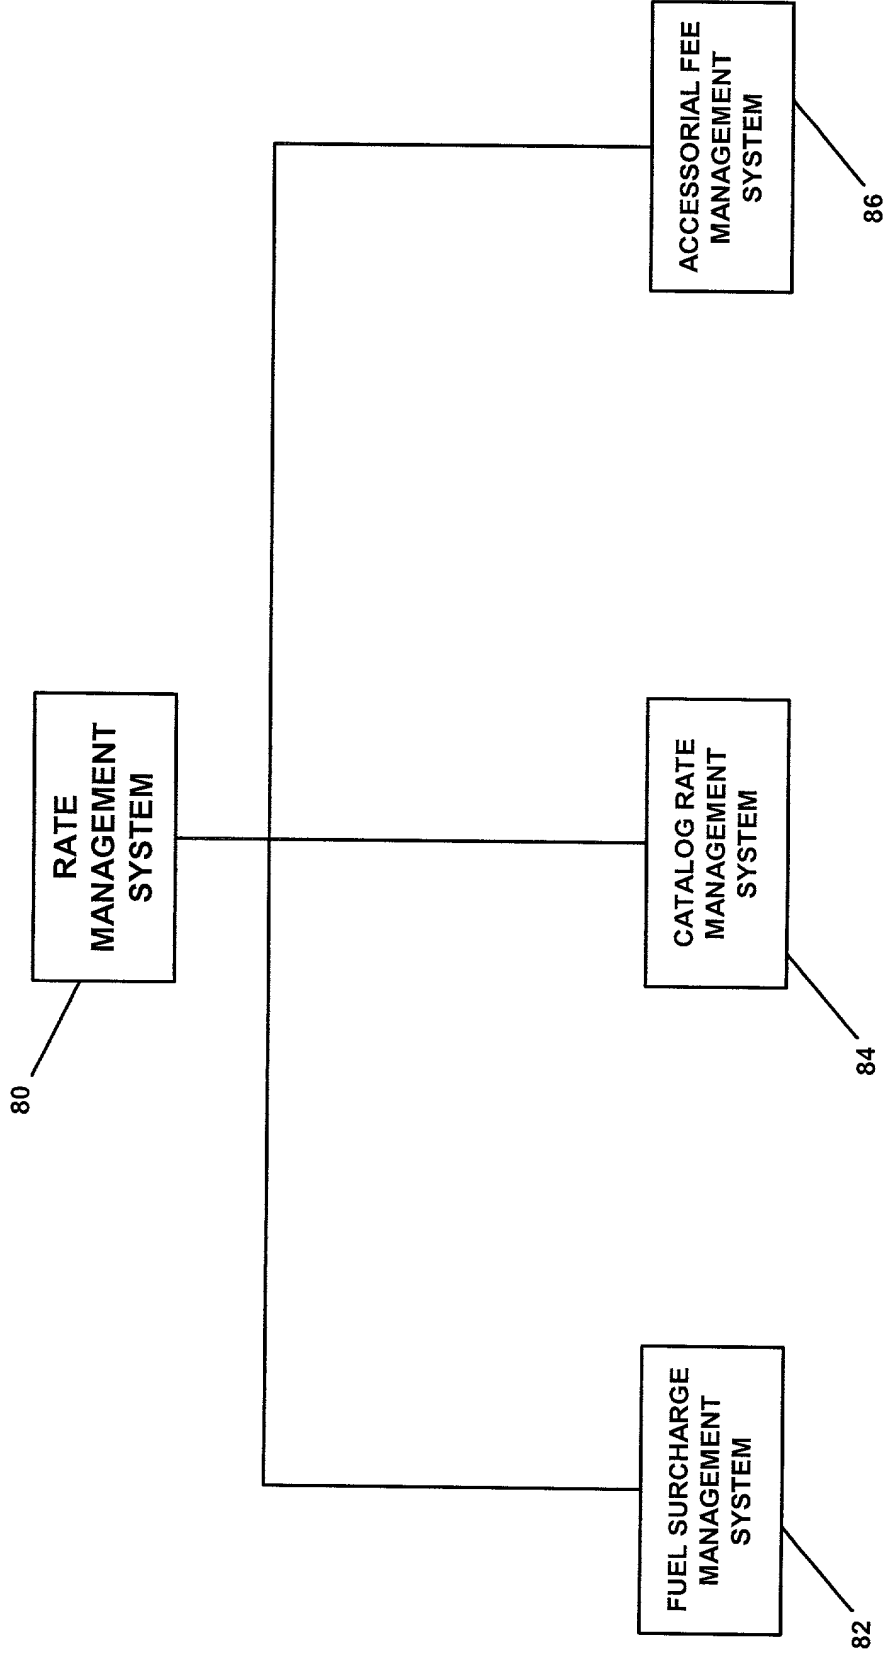 RATE
MANAGEMENT
SYSTEM
80
FUEL SURCHARGE
MANAGEMENT
SYSTEM
82
CATALOG RATE
MANAGEMENT
SYSTEM
84
ACCESSORIAL FEE
MANAGEMENT
SYSTEM
86